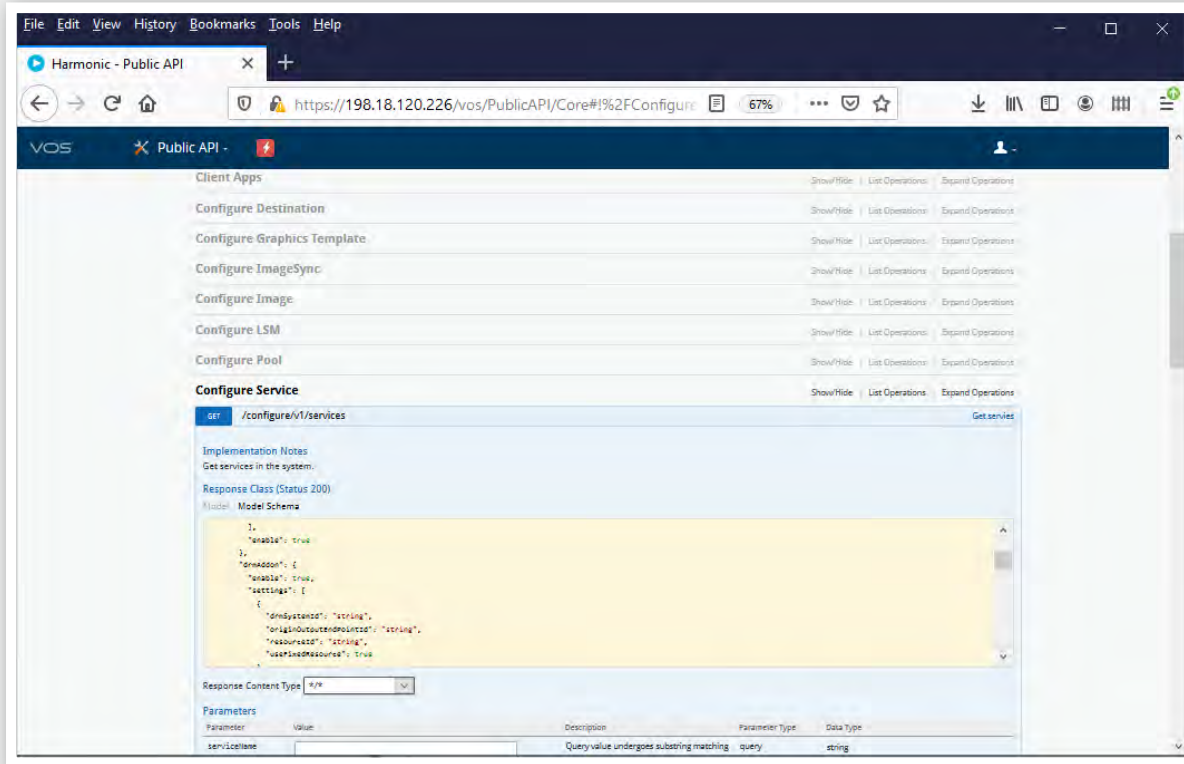 File Edit View History Bookmarks Tools Help
Harmonic - Public API
https://198.18.120.226/vos/PublicAPI/Core#!%2FConfigure 67%
VOS Public API -
Client Apps Show/Hide | List Operations | Expand Operations
Configure Destination Show/Hide | List Operations | Expand Operations
Configure Graphics Template Show/Hide | List Operations | Expand Operations
Configure ImageSync Show/Hide | List Operations | Expand Operations
Configure Image Show/Hide | List Operations | Expand Operations
Configure LSM Show/Hide | List Operations | Expand Operations
Configure Pool Show/Hide | List Operations | Expand Operations
Configure Service Show/Hide | List Operations | Expand Operations
GET /configure/v1/services Get servies
Implementation Notes
Get services in the system.
Response Class (Status 200)
Model Model Schema
],
"enable": true
},
"drmAddon": {
"enable": true,
"settings": [
{
"drmSystemId": "string",
"originOutputEndPointId": "string",
"resourceId": "string",
"useFixedResource": true
Response Content Type */*
Parameters
Parameter Value Description Parameter Type Data Type
serviceName Query value undergoes substring matching query string